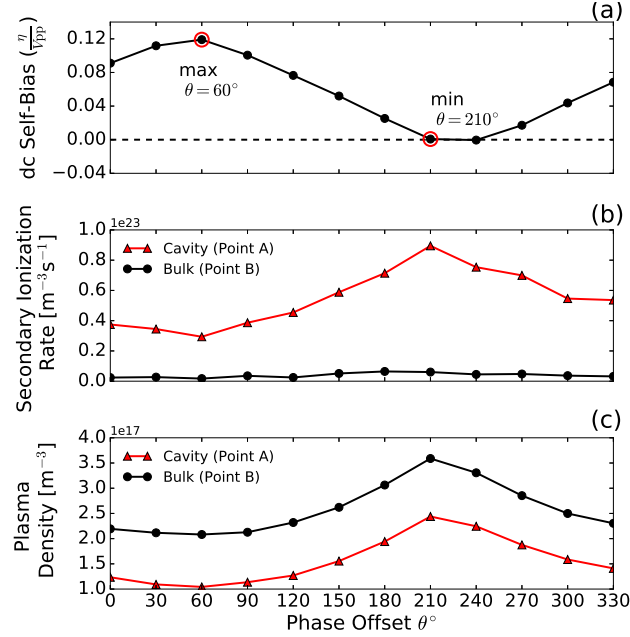 (a)
dc Self-Bias (η/Vpp)
0.12
0.08
0.04
0.00
−0.04
max
θ = 60°
min
θ = 210°
(b)
1e23
Secondary Ionization
Rate [m⁻³s⁻¹]
1.0
0.8
0.6
0.4
0.2
0.0
Cavity (Point A)
Bulk (Point B)
(c)
1e17
Plasma
Density [m⁻³]
4.0
3.5
3.0
2.5
2.0
1.5
1.0
Cavity (Point A)
Bulk (Point B)
0 30 60 90 120 150 180 210 240 270 300 330
Phase Offset θ°